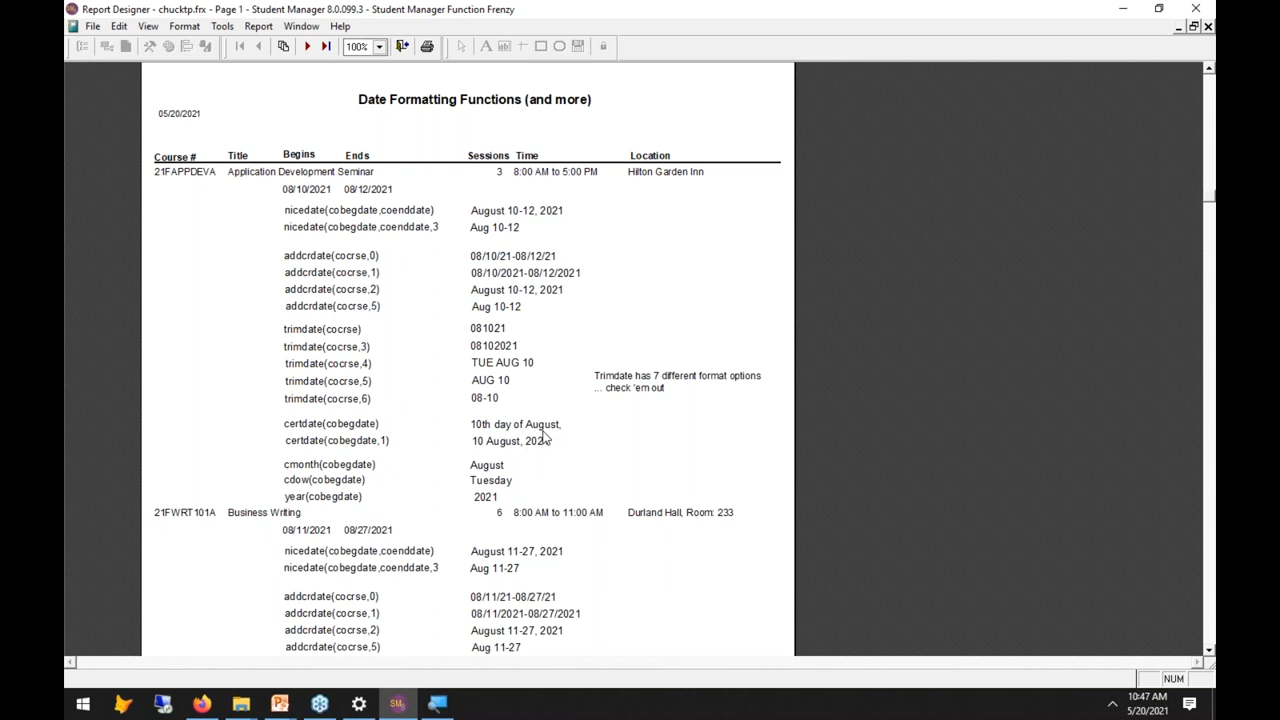 Report Designer - chucktp.frx - Page 1 - Student Manager 8.0.099.3 - Student Manager Function Frenzy
File Edit View Format Tools Report Window Help
100%
Date Formatting Functions (and more)
05/20/2021
Course # Title Begins Ends Sessions Time Location
21FAPPDEVA Application Development Seminar 3 8:00 AM to 5:00 PM Hilton Garden Inn
08/10/2021 08/12/2021
nicedate(cobegdate,coenddate) August 10-12, 2021
nicedate(cobegdate,coenddate,3 Aug 10-12
addcrdate(cocrse,0) 08/10/21-08/12/21
addcrdate(cocrse,1) 08/10/2021-08/12/2021
addcrdate(cocrse,2) August 10-12, 2021
addcrdate(cocrse,5) Aug 10-12
trimdate(cocrse) 081021
trimdate(cocrse,3) 08102021
trimdate(cocrse,4) TUE AUG 10
trimdate(cocrse,5) AUG 10
trimdate(cocrse,6) 08-10
Trimdate has 7 different format options
... check 'em out
certdate(cobegdate) 10th day of August,
certdate(cobegdate,1) 10 August,
cmonth(cobegdate) August
cdow(cobegdate) Tuesday
year(cobegdate) 2021
21FWRT101A Business Writing 6 8:00 AM to 11:00 AM Durland Hall, Room: 233
08/11/2021 08/27/2021
nicedate(cobegdate,coenddate) August 11-27, 2021
nicedate(cobegdate,coenddate,3 Aug 11-27
addcrdate(cocrse,0) 08/11/21-08/27/21
addcrdate(cocrse,1) 08/11/2021-08/27/2021
addcrdate(cocrse,2) August 11-27, 2021
addcrdate(cocrse,5) Aug 11-27
NUM
SM
10:47 AM
5/20/2021